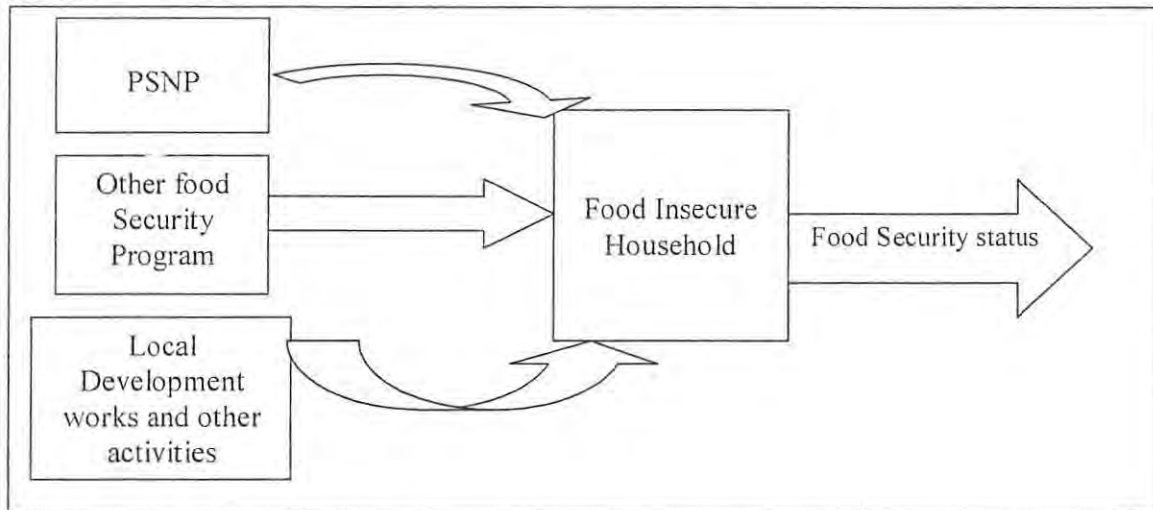 PSNP
Other food
Security
Program
Local
Development
works and other
activities
Food Insecure
Household
Food Security status